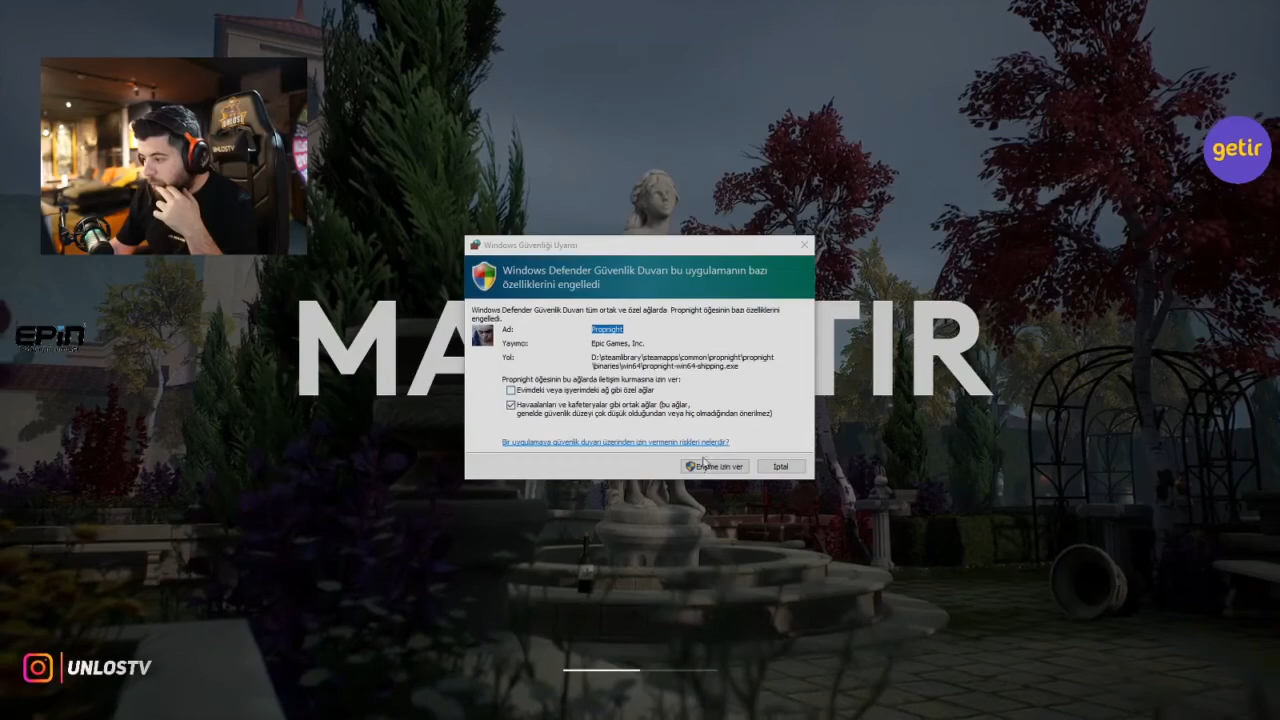 UNLOST
UNLOSTV
getir
EPİN
Windows Güvenliği Uyarısı
Windows Defender Güvenlik Duvarı bu uygulamanın bazı
özelliklerini engelledi
MA
TIR
Windows Defender Güvenlik Duvarı tüm ortak ve özel ağlarda Propnight öğesinin bazı özelliklerini
engelledi.
Ad: Propnight
Yayımcı: Epic Games, Inc.
Yol: D:\steamlibrary\steamapps\common\propnight\propnight
\binaries\win64\propnight-win64-shipping.exe
Propnight öğesinin bu ağlarda iletişim kurmasına izin ver:
Evimdeki veya işyerimdeki ağ gibi özel ağlar
Havaalanları ve kafeteryalar gibi ortak ağlar (bu ağlar,
genelde güvenlik düzeyi çok düşük olduğundan veya hiç olmadığından önerilmez)
Bir uygulamaya güvenlik duvarı üzerinden izin vermenin riskleri nelerdir?
Erişime izin ver
İptal
UNLOSTV